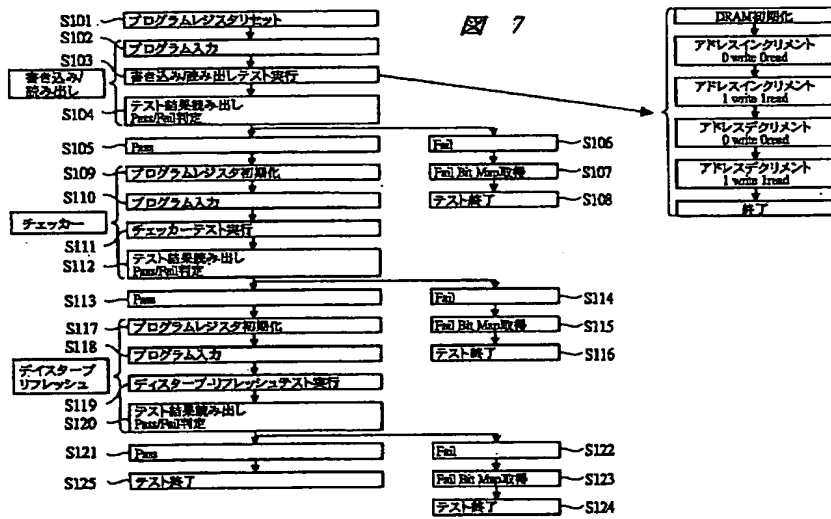 図 7
S101
プログラムレジスタリセット
S102
プログラム入力
S103
書き込み/読み出しテスト実行
書き込み/
読み出し
S104
テスト結果読み出し
Pass/Fail判定
S105
Pass
Fail
S106
Fail Bit Map取得
S107
テスト終了
S108
S109
プログラムレジスタ初期化
S110
プログラム入力
チェッカー
S111
チェッカーテスト実行
S112
テスト結果読み出し
Pass/Fail判定
S113
Pass
Fail
S114
Fail Bit Map取得
S115
テスト終了
S116
S117
プログラムレジスタ初期化
S118
プログラム入力
デイスターブ
リフレッシュ
S119
ディスターブ-リフレッシュテスト実行
S120
テスト結果読み出し
Pass/Fail判定
S121
Pass
Fail
S122
Fail Bit Map取得
S123
テスト終了
S124
S125
テスト終了
DRAM初期化
アドレスインクリメント
0 write 0read
アドレスインクリメント
1 write 1read
アドレスデクリメント
0 write 0read
アドレスデクリメント
1 write 1read
終了